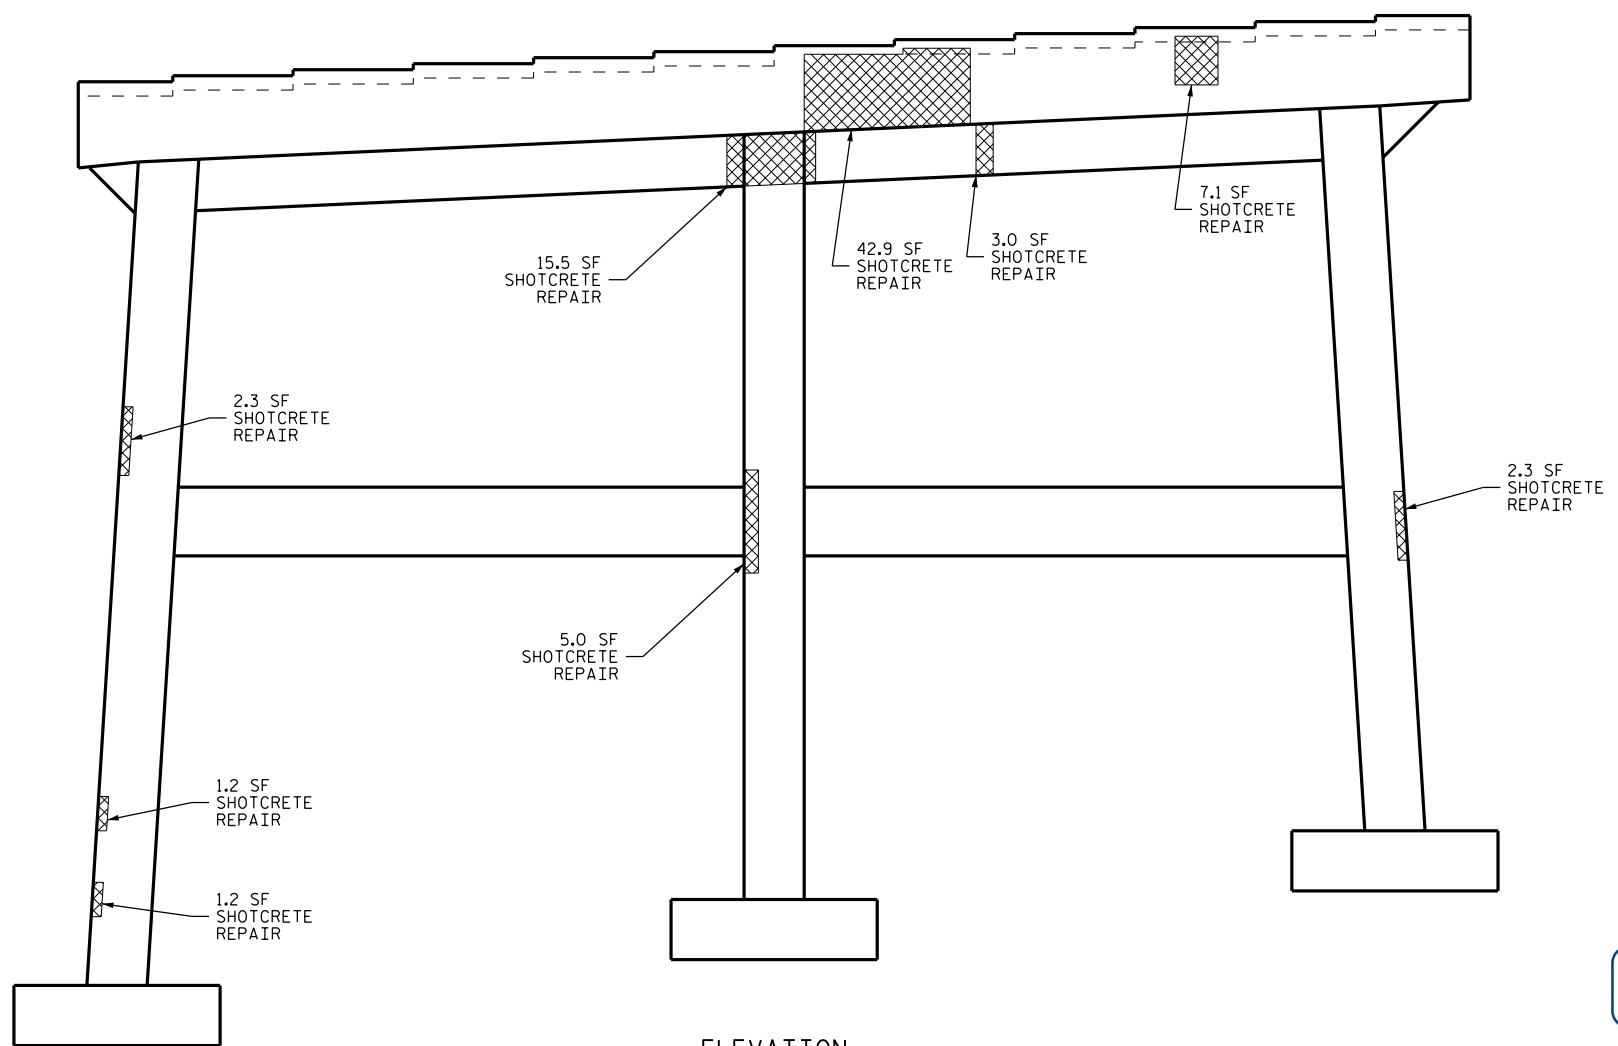 7.1 SF
SHOTCRETE
REPAIR
3.0 SF
SHOTCRETE
REPAIR
42.9 SF
SHOTCRETE
REPAIR
15.5 SF
SHOTCRETE
REPAIR
2.3 SF
SHOTCRETE
REPAIR
2.3 SF
SHOTCRETE
REPAIR
5.0 SF
SHOTCRETE
REPAIR
1.2 SF
SHOTCRETE
REPAIR
1.2 SF
SHOTCRETE
REPAIR
ELEVATION